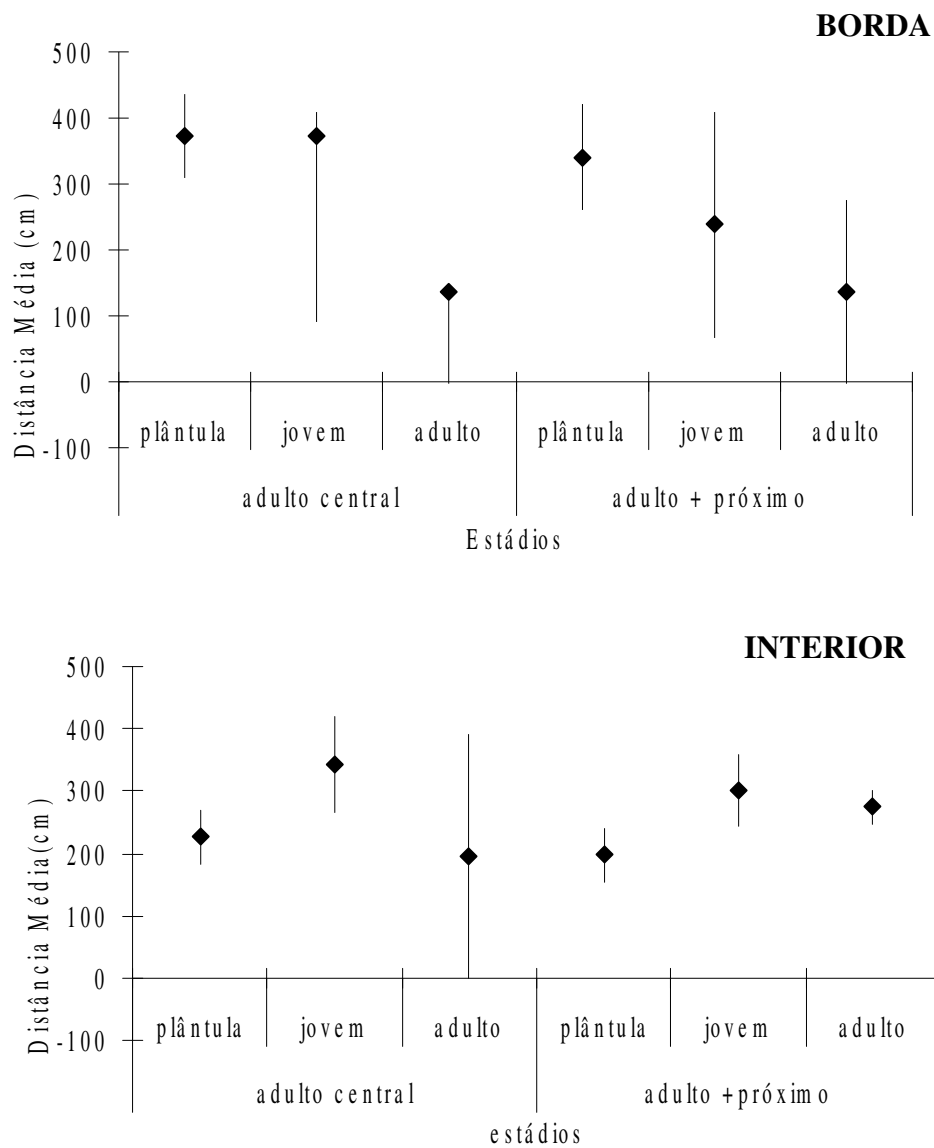 BORDA
500
400
300
200
100
0
-100
Distância Média (cm)
plântula jovem adulto plântula jovem adulto
adulto central adulto + próximo
Estádios
INTERIOR
500
400
300
200
100
0
-100
Distância Média(cm)
plântula jovem adulto plântula jovem adulto
adulto central adulto +próximo
estádios